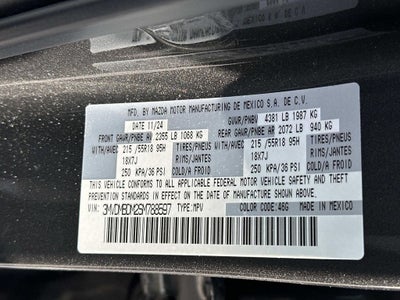 MFD. BY MAZDA MOTOR MANUFACTURING DE MEXICO S.A. DE C.V.
DATE 11/24 GVWR/PNBV 4381 LB 1987 KG
FRONT GAWR/PNBE AV 2355 LB 1068 KG REAR GAWR/PNBE AR 2072 LB 940 KG
WITH/AVEC 215 /55R18 95H TIRES/PNEUS WITH/AVEC 215 /55R18 95H TIRES/PNEUS
18X7J RIMS/JANTES 18X7J RIMS/JANTES
250 KPA/36 PSI COLD/A FROID 250 KPA/36 PSI COLD/A FROID
THIS VEHICLE CONFORMS TO ALL APPLICABLE FEDERAL MOTOR VEHICLE SAFETY AND THEFT
PREVENTION STANDARDS IN EFFECT ON THE DATE OF MANUFACTURE SHOWN ABOVE.
TYPE:MPV COLOR CODE:46G MADE IN MEXICO